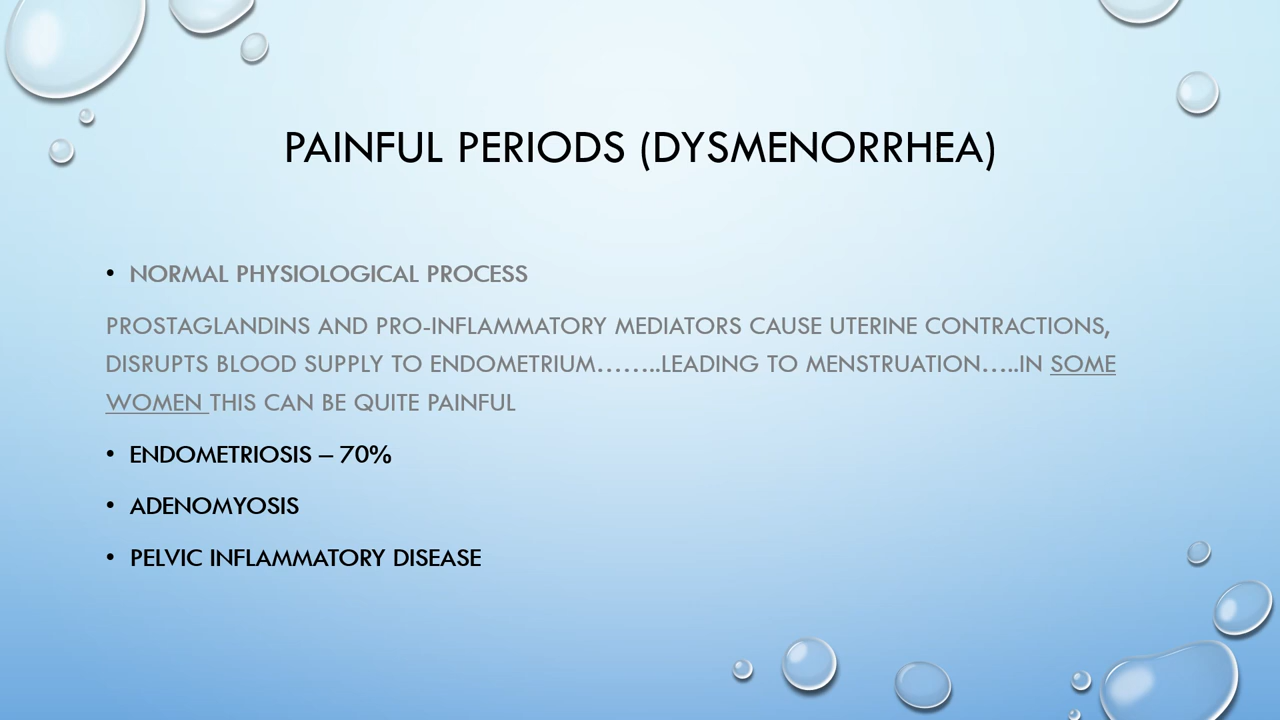 PAINFUL PERIODS (DYSMENORRHEA)
• NORMAL PHYSIOLOGICAL PROCESS
PROSTAGLANDINS AND PRO-INFLAMMATORY MEDIATORS CAUSE UTERINE CONTRACTIONS,
DISRUPTS BLOOD SUPPLY TO ENDOMETRIUM........LEADING TO MENSTRUATION.....IN SOME
WOMEN THIS CAN BE QUITE PAINFUL
• ENDOMETRIOSIS – 70%
• ADENOMYOSIS
• PELVIC INFLAMMATORY DISEASE